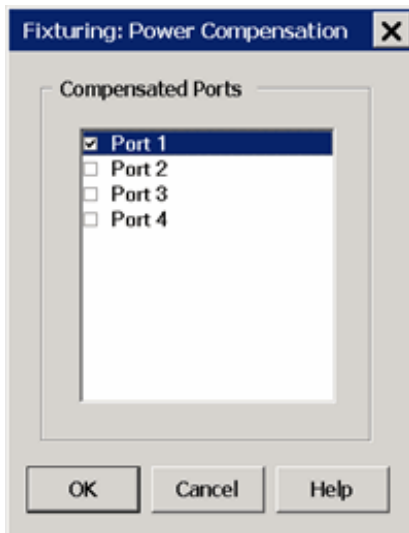 Fixturing: Power Compensation
Compensated Ports
Port 1
Port 2
Port 3
Port 4
OK Cancel Help